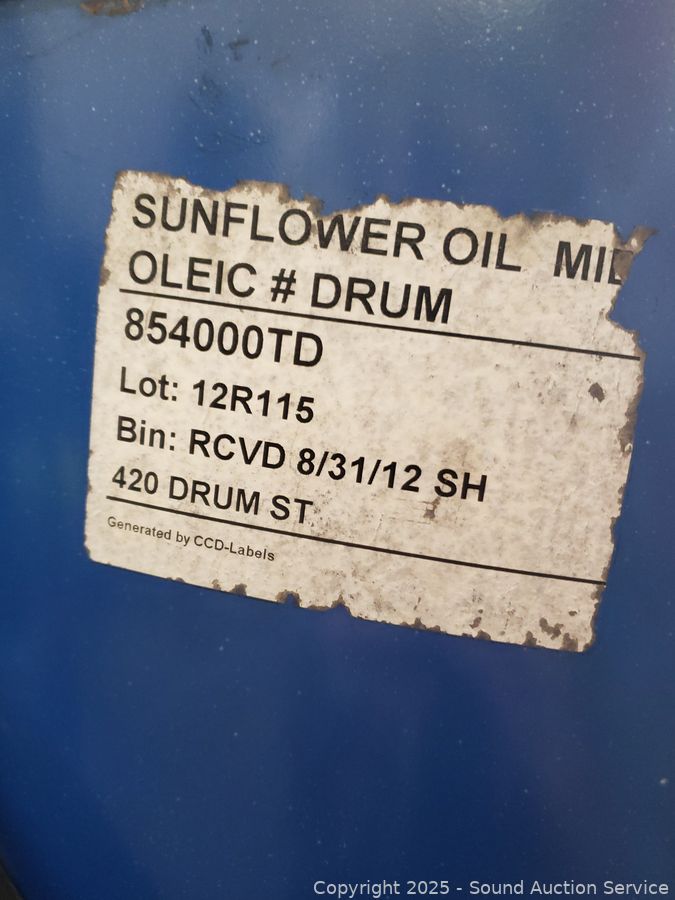 SUNFLOWER OIL
OLEIC # DRUM
854000TD
Lot: 12R115
Bin: RCVD 8/31/12 SH
420 DRUM ST
Generated by CCD-Labels
Copyright 2025 - Sound Auction Service